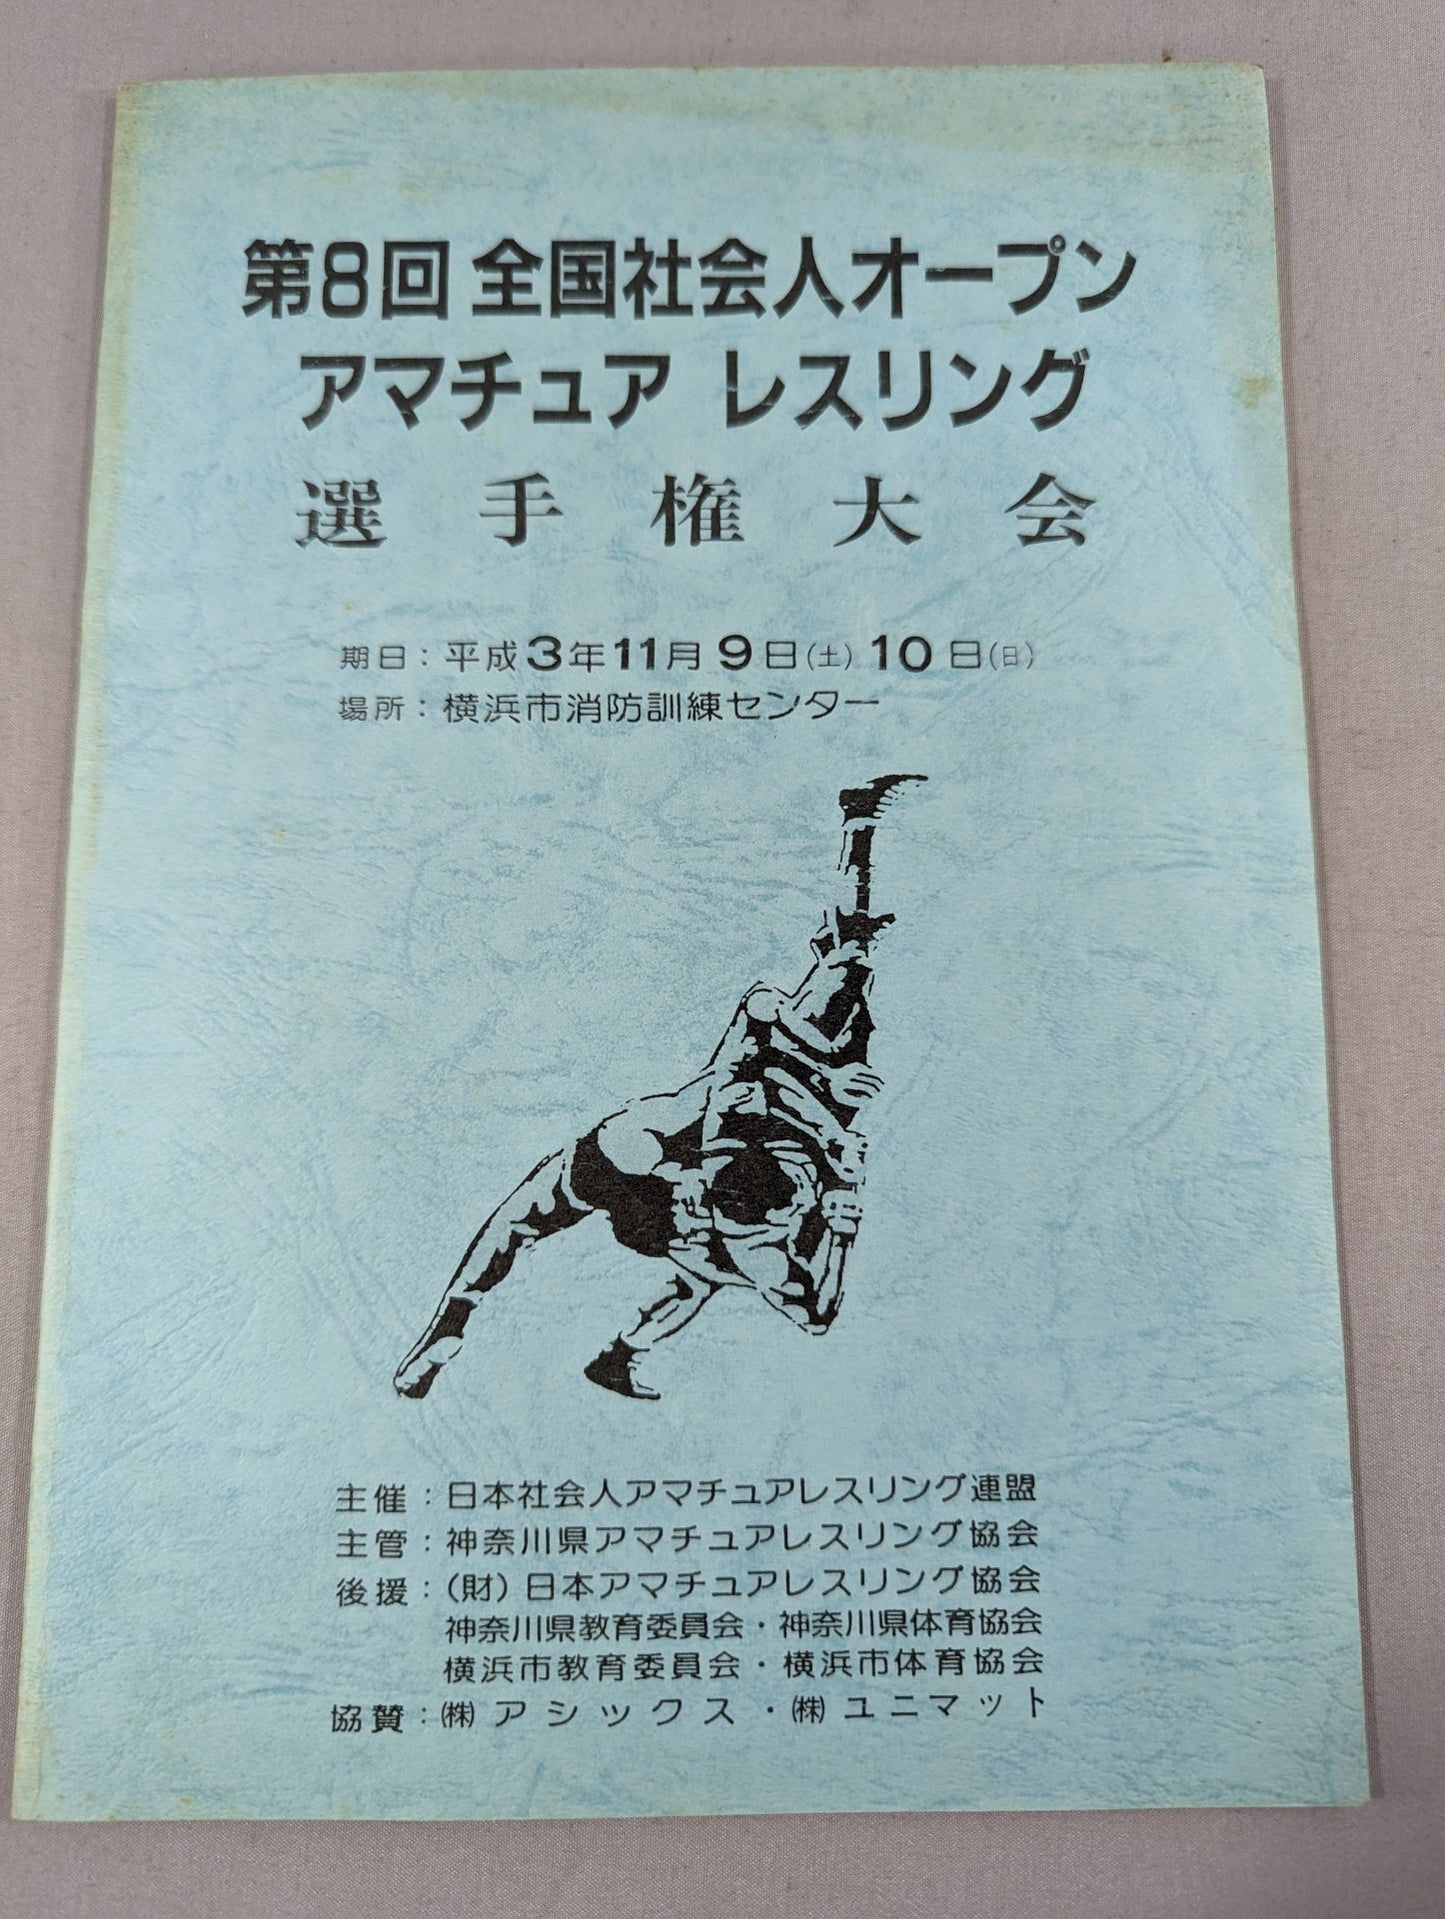 第8回 全国社会人オープン
アマチュア レスリング
選手権大会
期日：平成3年11月9日(土)10日(日)
場所：横浜市消防訓練センター
主催：日本社会人アマチュアレスリング連盟
主管：神奈川県アマチュアレスリング協会
後援：(財)日本アマチュアレスリング協会
神奈川県教育委員会・神奈川県体育協会
横浜市教育委員会・横浜市体育協会
協賛：㈱アシックス・㈱ユニマット